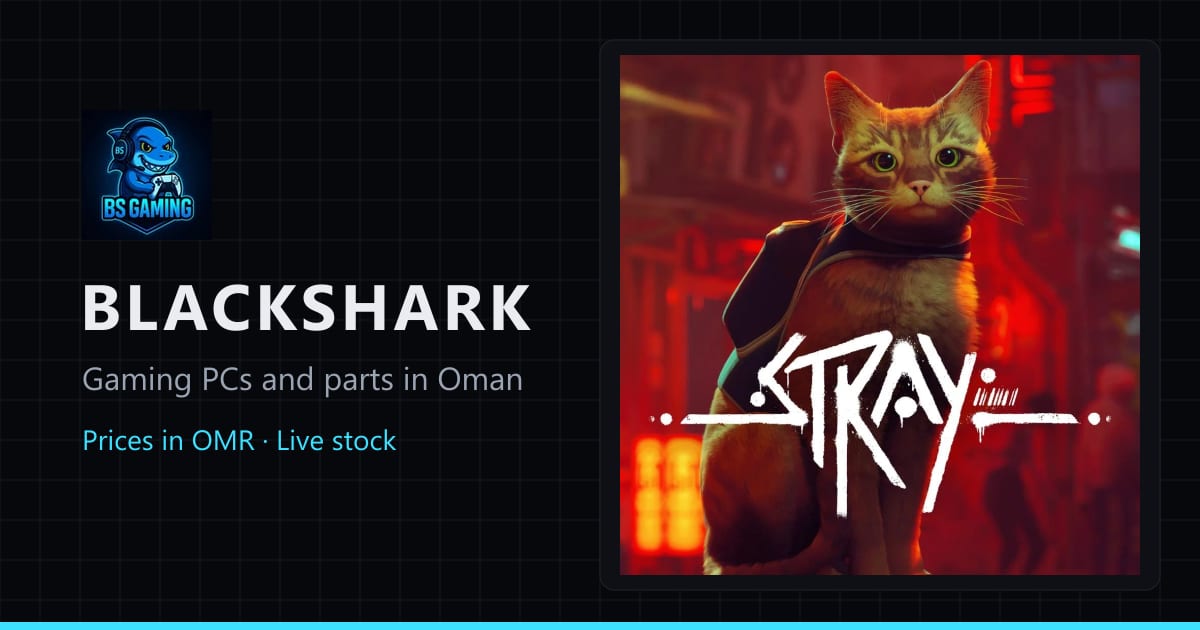 BS
BS GAMING
BLACKSHARK
Gaming PCs and parts in Oman
Prices in OMR · Live stock
STRAY